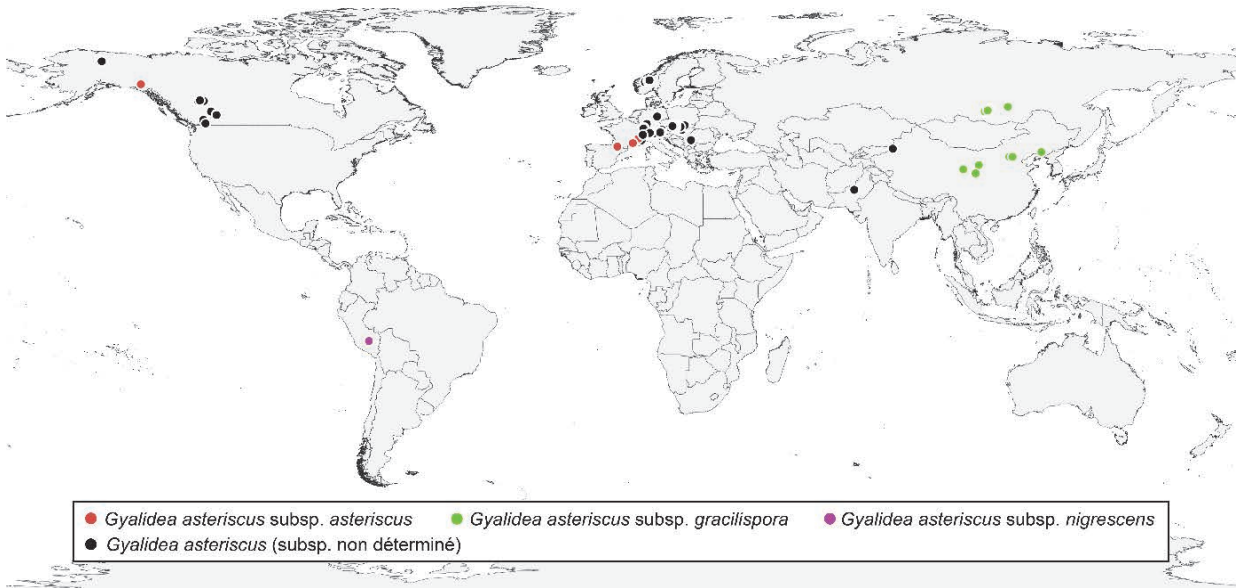 Gyalidea asteriscus subsp. asteriscus Gyalidea asteriscus subsp. gracilispora Gyalidea asteriscus subsp. nigrescens
Gyalidea asteriscus (subsp. non déterminé)